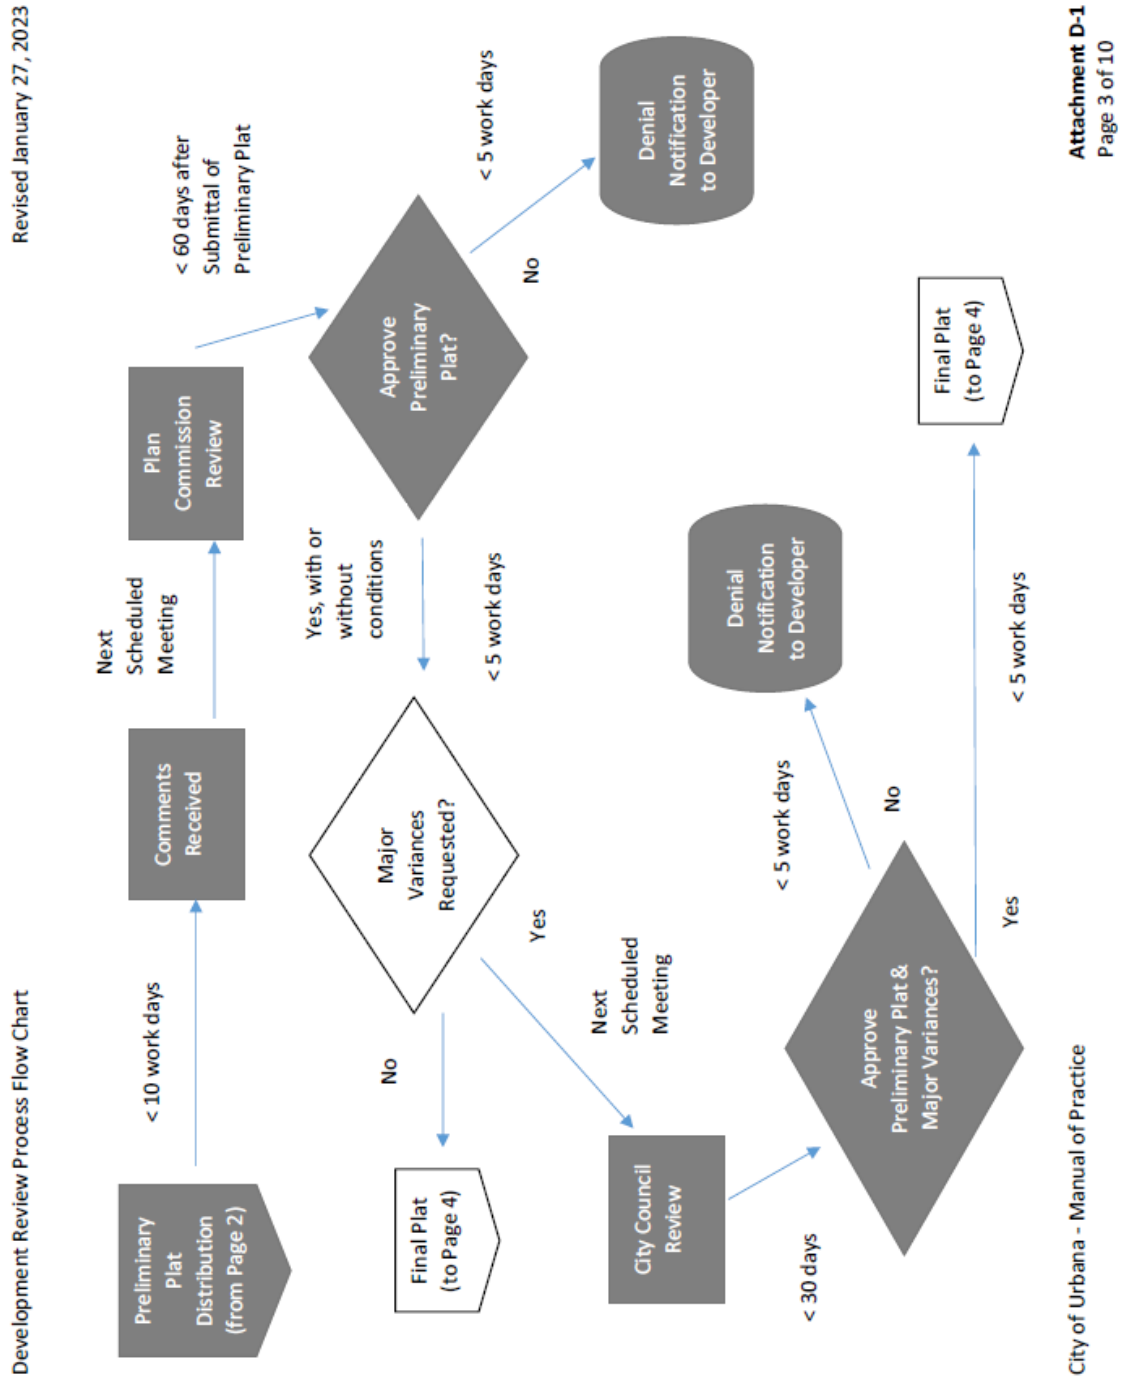 Development Review Process Flow Chart
Revised January 27, 2023
Preliminary
Plat
Distribution
(from Page 2)
< 10 work days
Comments
Received
Next
Scheduled
Meeting
Plan
Commission
Review
< 60 days after
Submittal of
Preliminary Plat
Approve
Preliminary
Plat?
No
< 5 work days
Denial
Notification
to Developer
Yes, with or
without
conditions
< 5 work days
Major
Variances
Requested?
No
Final Plat
(to Page 4)
Yes
Next
Scheduled
Meeting
City Council
Review
< 30 days
Approve
Preliminary Plat &
Major Variances?
< 5 work days
No
Denial
Notification
to Developer
Yes
< 5 work days
Final Plat
(to Page 4)
City of Urbana - Manual of Practice
Attachment D-1
Page 3 of 10